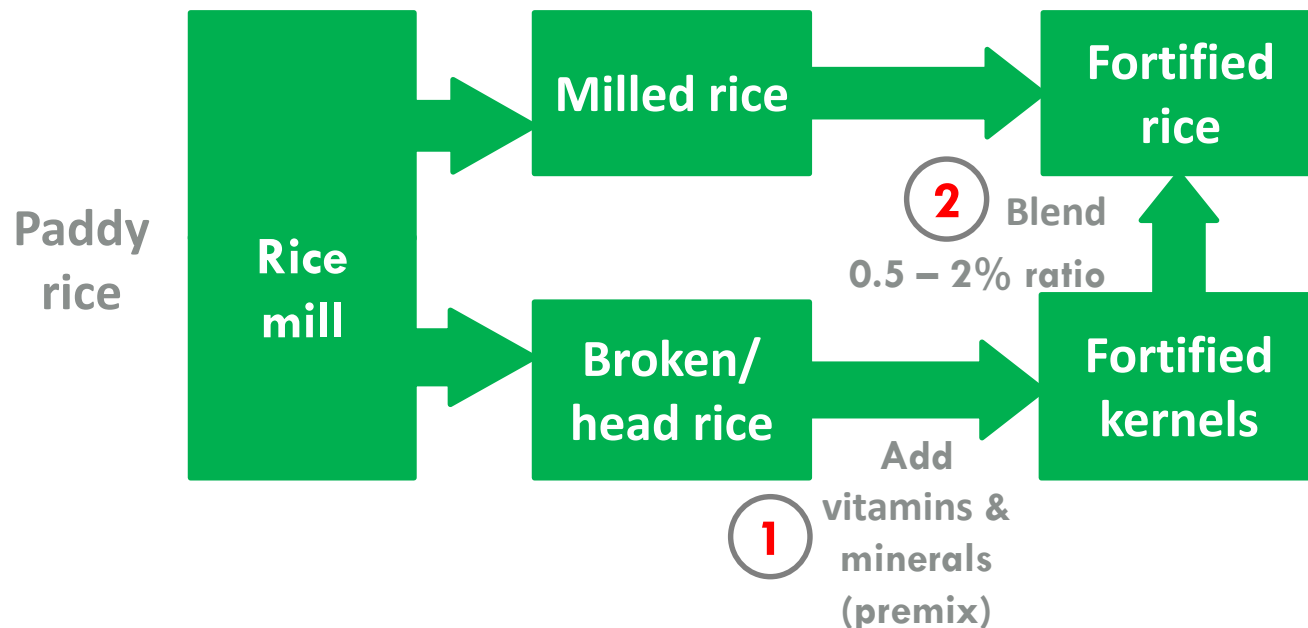 Paddy
rice
Rice
mill
Milled rice
Fortified
rice
2 Blend
0.5 – 2% ratio
Broken/
head rice
Fortified
kernels
1
Add
vitamins &
minerals
(premix)